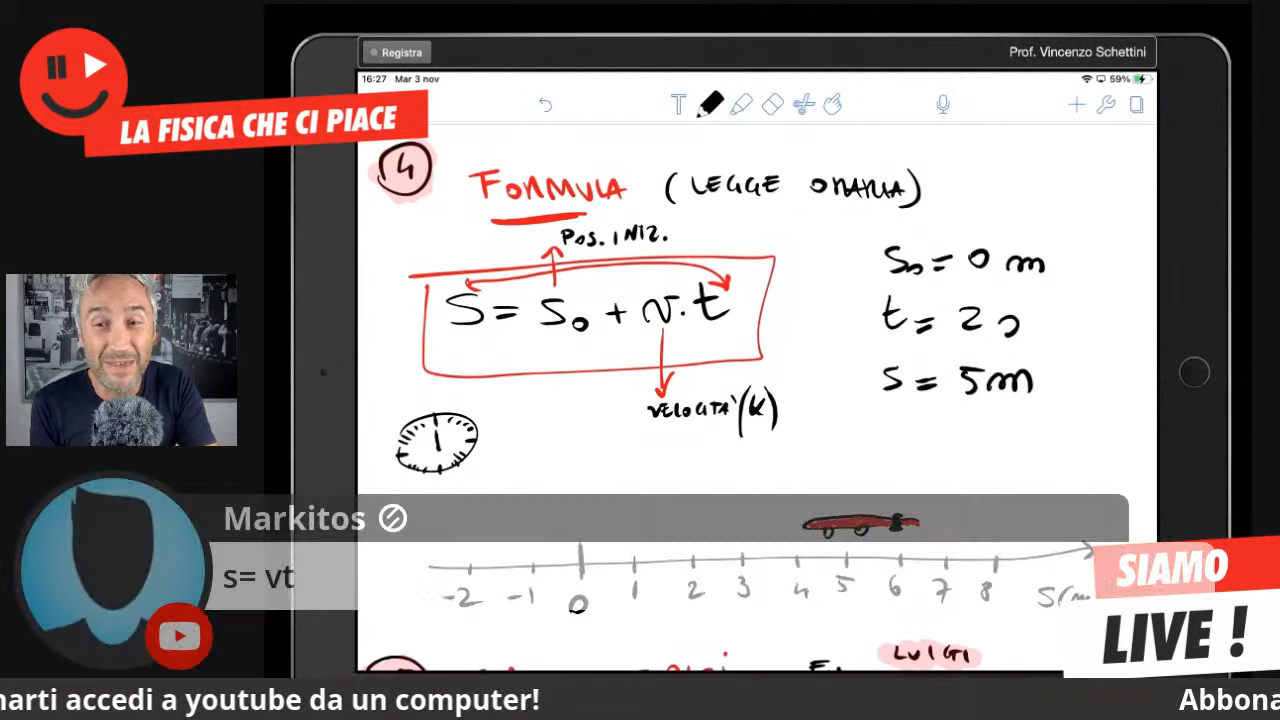 Registra
Prof. Vincenzo Schettini
16:27 Mar 3 nov
59%
LA FISICA CHE CI PIACE
4
FORMULA (LEGGE ORARIA)
POS. INIZ.
S = S₀ + v · t
VELOCITÀ (K)
S₀ = 0 m
t = 2 s
s = 5 m
Markitos
s= vt
-2 -1 0 1 2 3 4 5 6 7 8 S(m
SIAMO
LIVE !
LUIGI
narti accedi a youtube da un computer!
Abbona